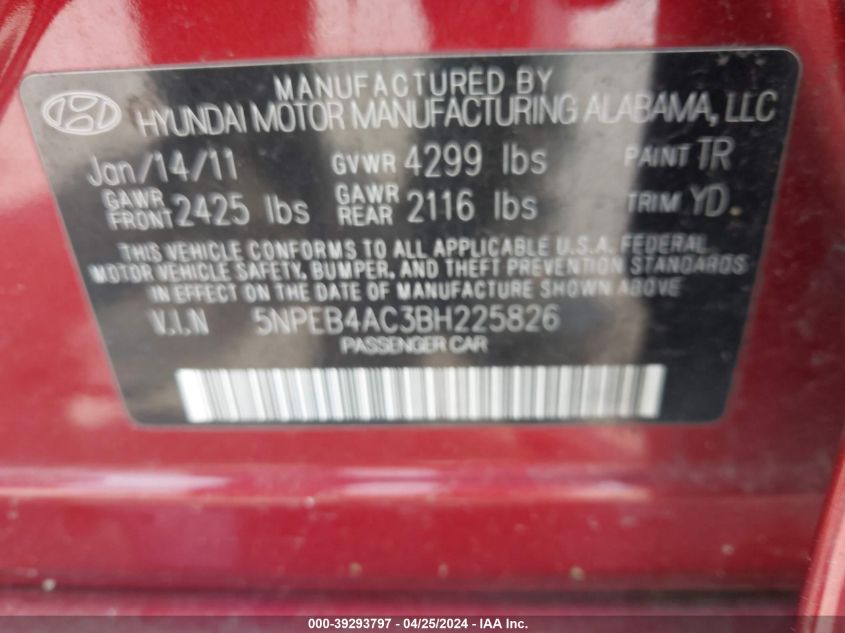 MANUFACTURED BY
HYUNDAI MOTOR MANUFACTURING ALABAMA, LLC
Jan/14/11 GVWR 4299 lbs PAINT TR
GAWR FRONT 2425 lbs GAWR REAR 2116 lbs TRIM YD
THIS VEHICLE CONFORMS TO ALL APPLICABLE U.S.A. FEDERAL
MOTOR VEHICLE SAFETY, BUMPER, AND THEFT PREVENTION STANDARDS
IN EFFECT ON THE DATE OF MANUFACTURE SHOWN ABOVE.
V.I.N 5NPEB4AC3BH225826
PASSENGER CAR
000-39293797 - 04/25/2024 - IAA, Inc.